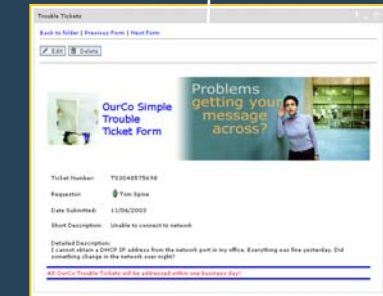 Trouble Tickets
Back to folder | Previous Form | Next Form
Edit Delete
OurCo Simple
Trouble
Ticket Form
Problems
getting your
message
across?
Ticket Number: TS3048575698
Requestor: Tom Spine
Date Submitted: 11/06/2003
Short Description: Unable to connect to network
Detailed Description:
I cannot obtain a DHCP IP address from the network port in my office. Everything was fine yesterday. Did
something change in the network over night?
All OurCo Trouble Tickets will be addressed within one business day!